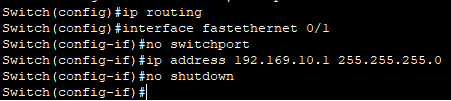 Switch(config)#ip routing
Switch(config)#interface fastethernet 0/1
Switch(config-if)#no switchport
Switch(config-if)#ip address 192.169.10.1 255.255.255.0
Switch(config-if)#no shutdown
Switch(config-if)#